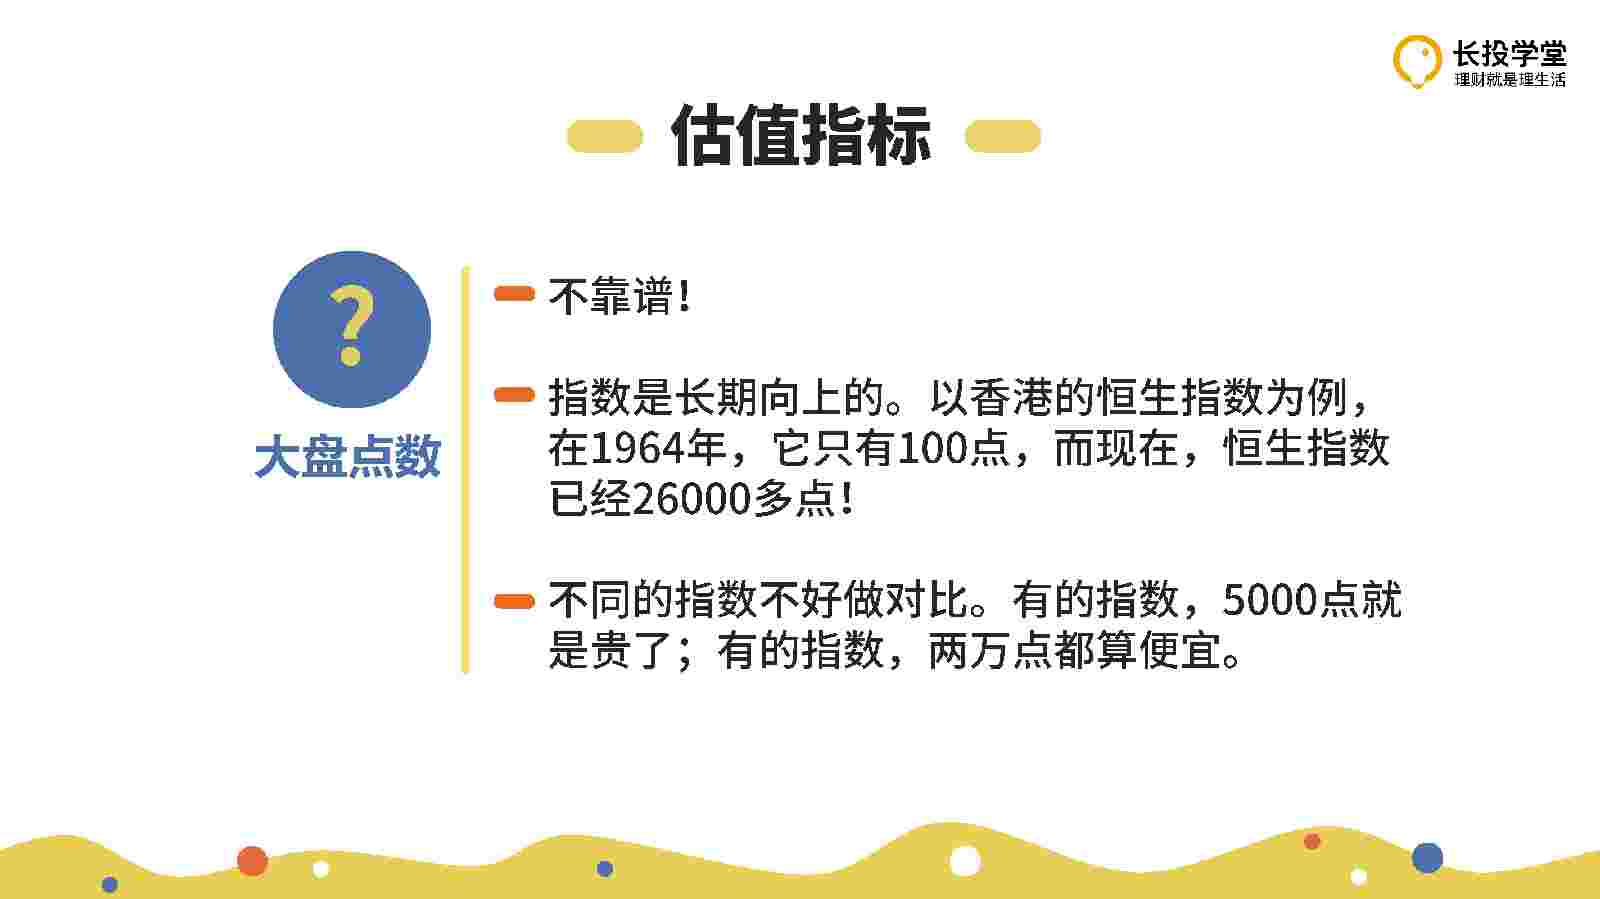 长投学堂
理财就是理生活
估值指标
?
大盘点数
不靠谱！
指数是长期向上的。以香港的恒生指数为例，
在1964年，它只有100点，而现在，恒生指数
已经26000多点！
不同的指数不好做对比。有的指数，5000点就
是贵了；有的指数，两万点都算便宜。